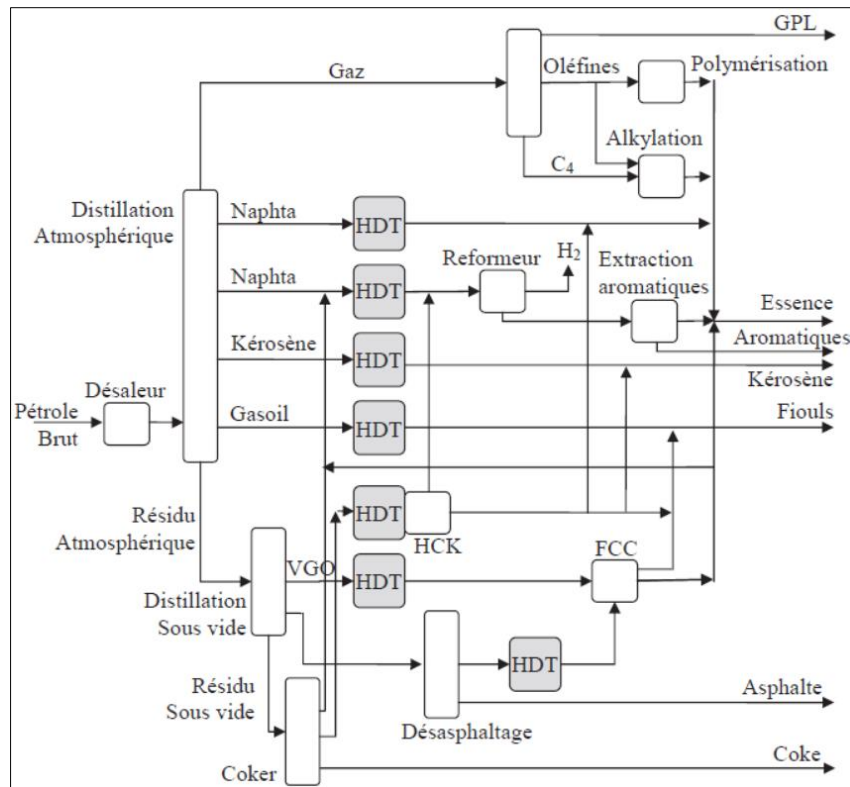 GPL
Gaz
Oléfines
Polymérisation
Alkylation
C4
Distillation
Atmosphérique
Naphta
HDT
H2
Naphta
HDT
Reformeur
Extraction
aromatiques
Essence
Aromatiques
Kérosène
HDT
Kérosène
Désaleur
Pétrole
Brut
Gasoil
HDT
Fiouls
Résidu
Atmosphérique
HDT
HCK
VGO
HDT
FCC
Distillation
Sous vide
HDT
Résidu
Sous vide
Asphalte
Désasphaltage
Coker
Coke